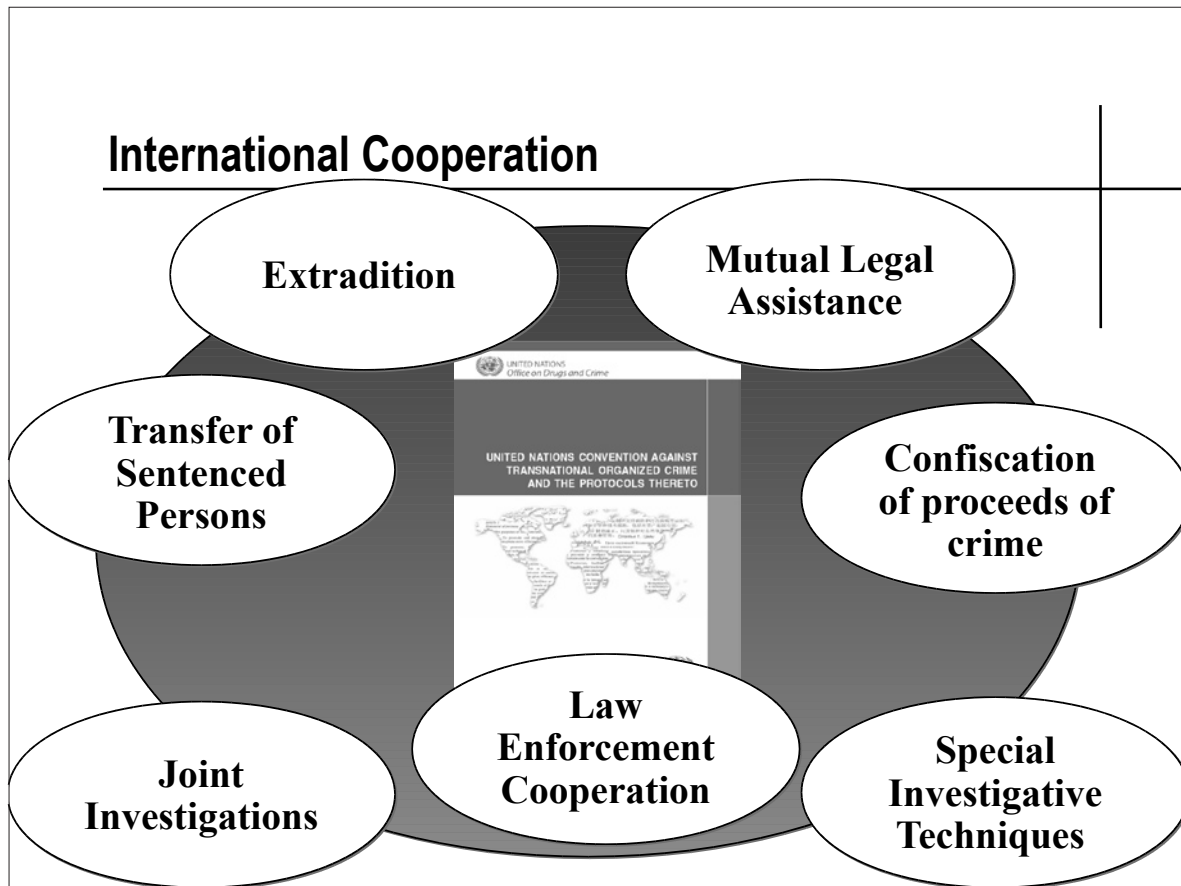 International Cooperation
Extradition
Mutual Legal
Assistance
UNITED NATIONS
Office on Drugs and Crime
Transfer of
Sentenced
Persons
UNITED NATIONS CONVENTION AGAINST
TRANSNATIONAL ORGANIZED CRIME
AND THE PROTOCOLS THERETO
Confiscation
of proceeds of
crime
Joint
Investigations
Law
Enforcement
Cooperation
Special
Investigative
Techniques